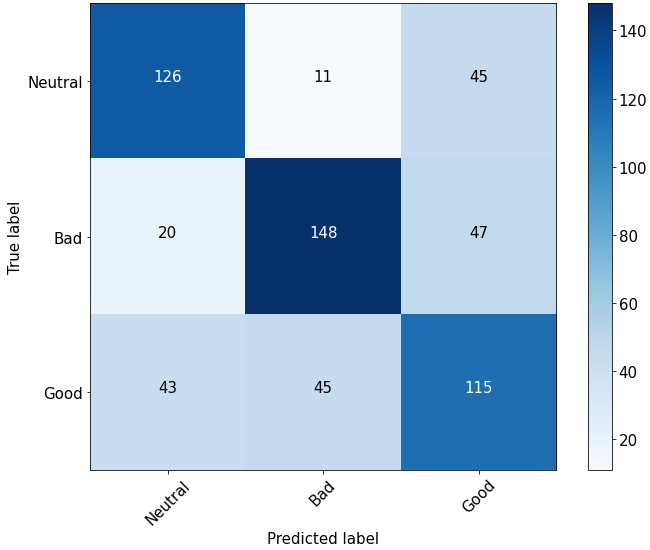 Neutral 126 11 45
Bad 20 148 47
Good 43 45 115
Neutral Bad Good
Predicted label
True label
140
120
100
80
60
40
20